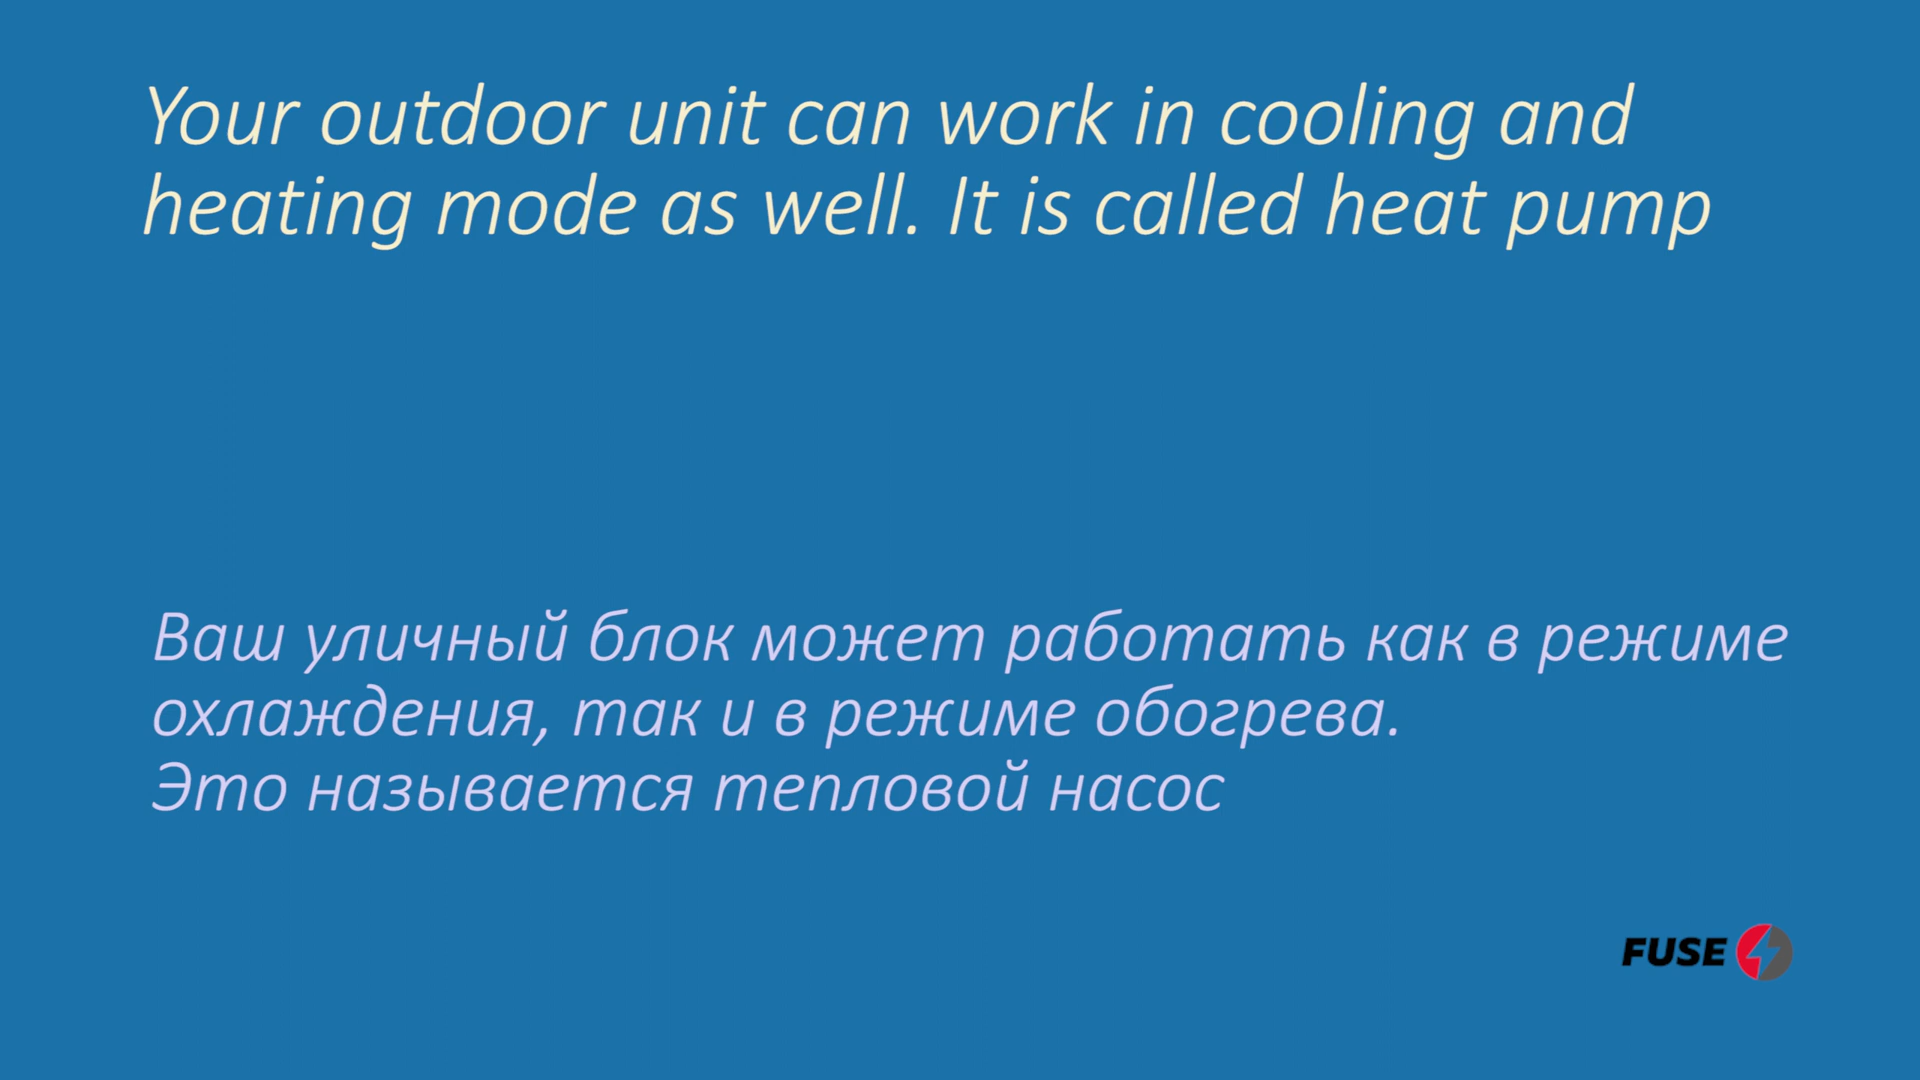 Your outdoor unit can work in cooling and
heating mode as well. It is called heat pump
Ваш уличный блок может работать как в режиме
охлаждения, так и в режиме обогрева.
Это называется тепловой насос
FUSE